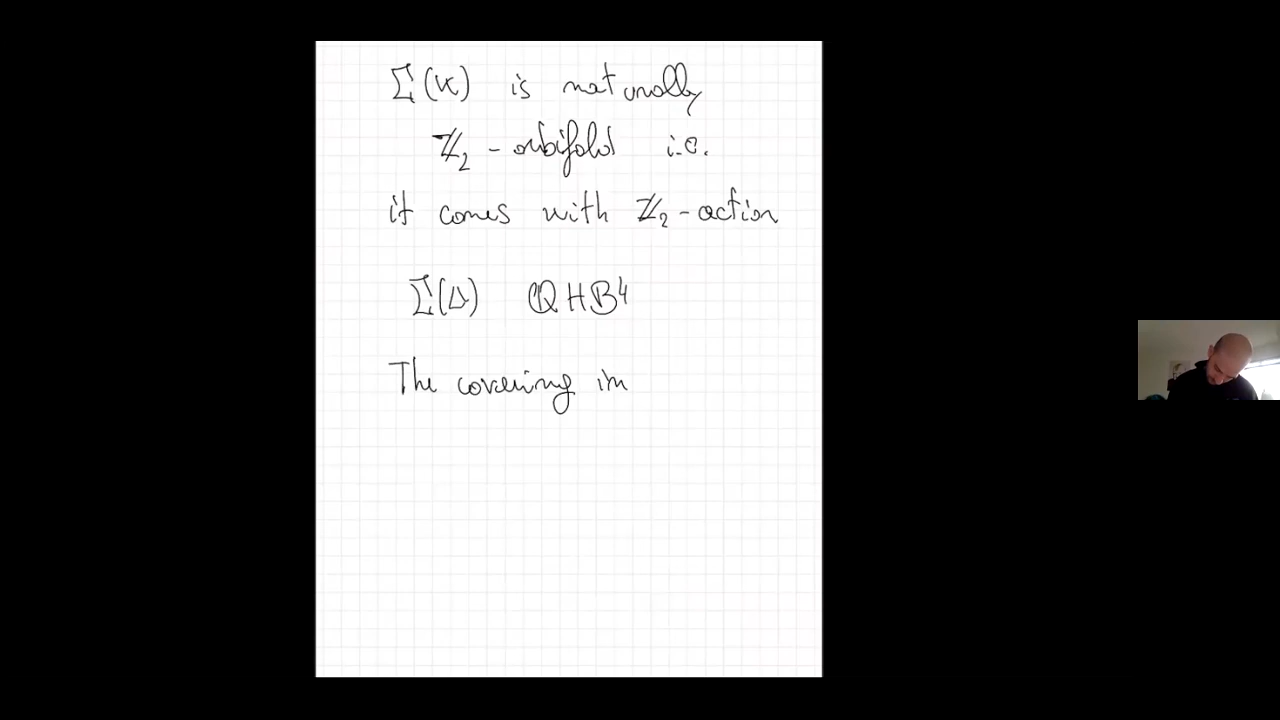 Σ(K) is naturally
ℤ₂ - orbifold i.e.
it comes with ℤ₂ - action
Σ(Δ) ℚHB⁴
The covering in